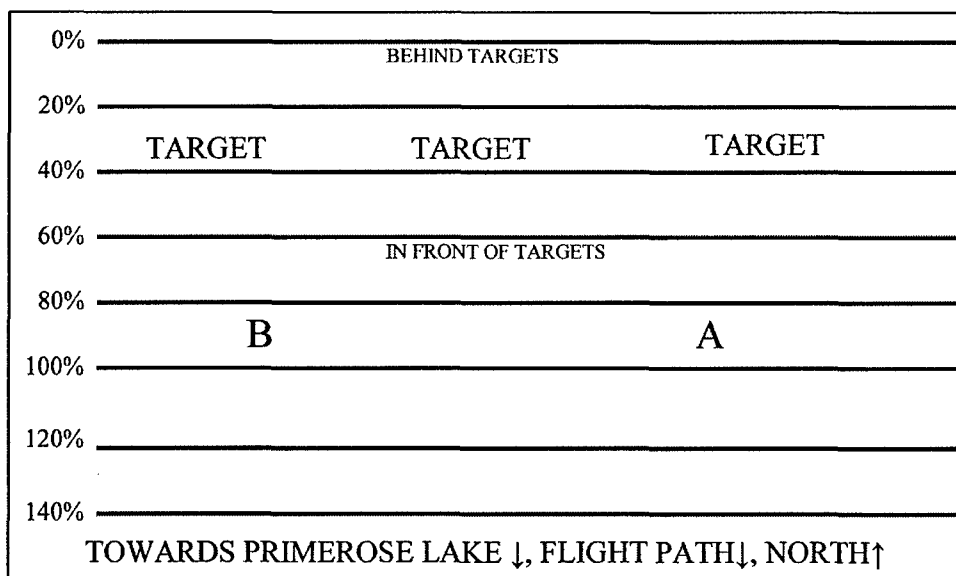 0%
BEHIND TARGETS
20%
TARGET TARGET TARGET
40%
60%
IN FRONT OF TARGETS
80%
B A
100%
120%
140%
TOWARDS PRIMEROSE LAKE ↓, FLIGHT PATH↓, NORTH↑